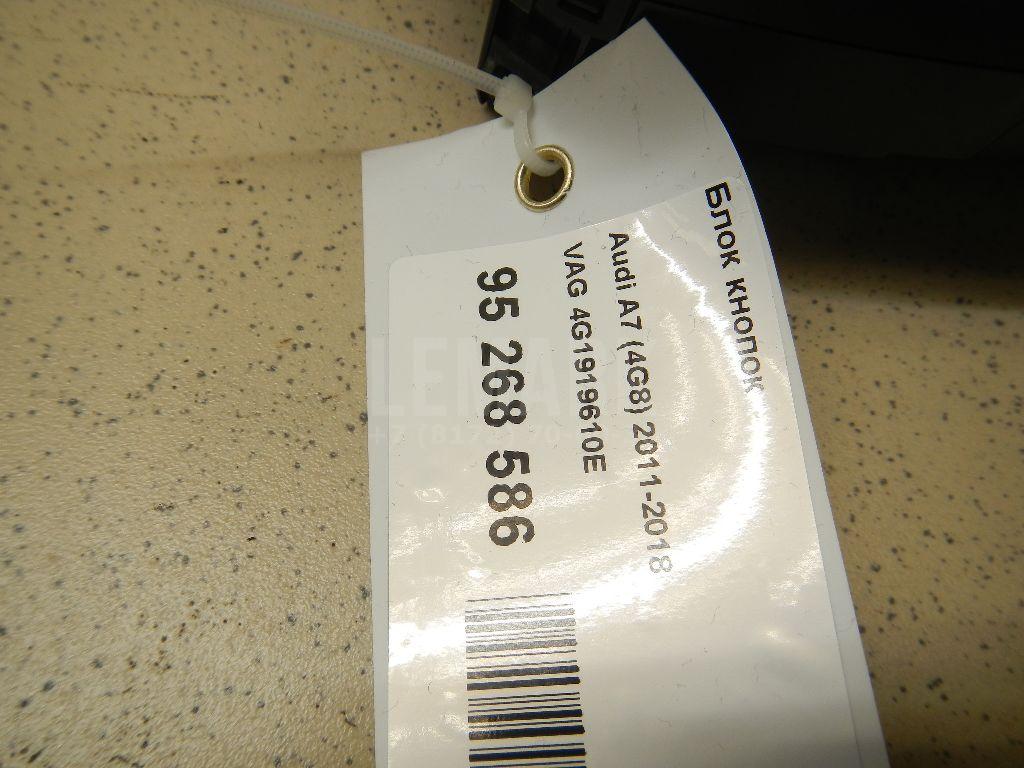 Блок кнопок
Audi A7 (4G8) 2011-2018
VAG 4G1919610E
95 268 586